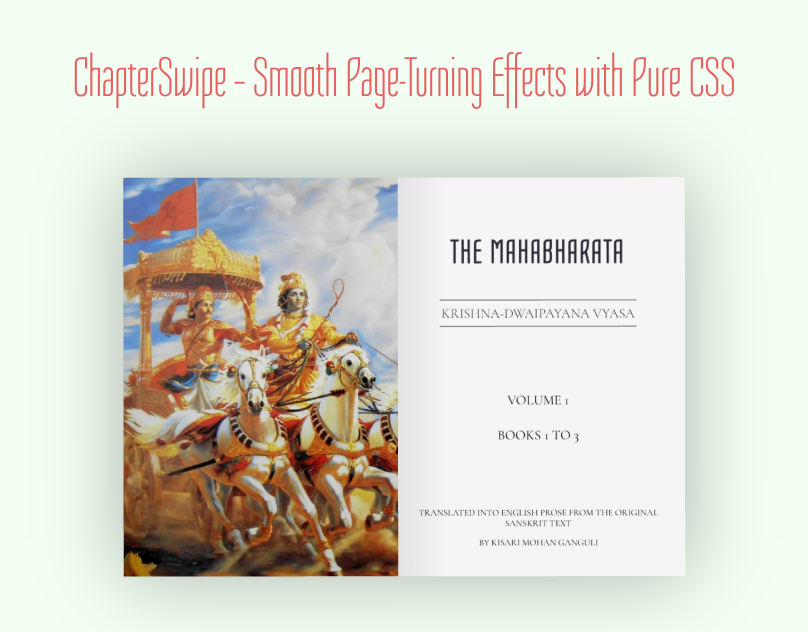 ChapterSwipe – Smooth Page-Turning Effects with Pure CSS
THE MAHABHARATA
KRISHNA-DWAIPAYANA VYASA
VOLUME 1
BOOKS 1 TO 3
TRANSLATED INTO ENGLISH PROSE FROM THE ORIGINAL
SANSKRIT TEXT
BY KISARI MOHAN GANGULI